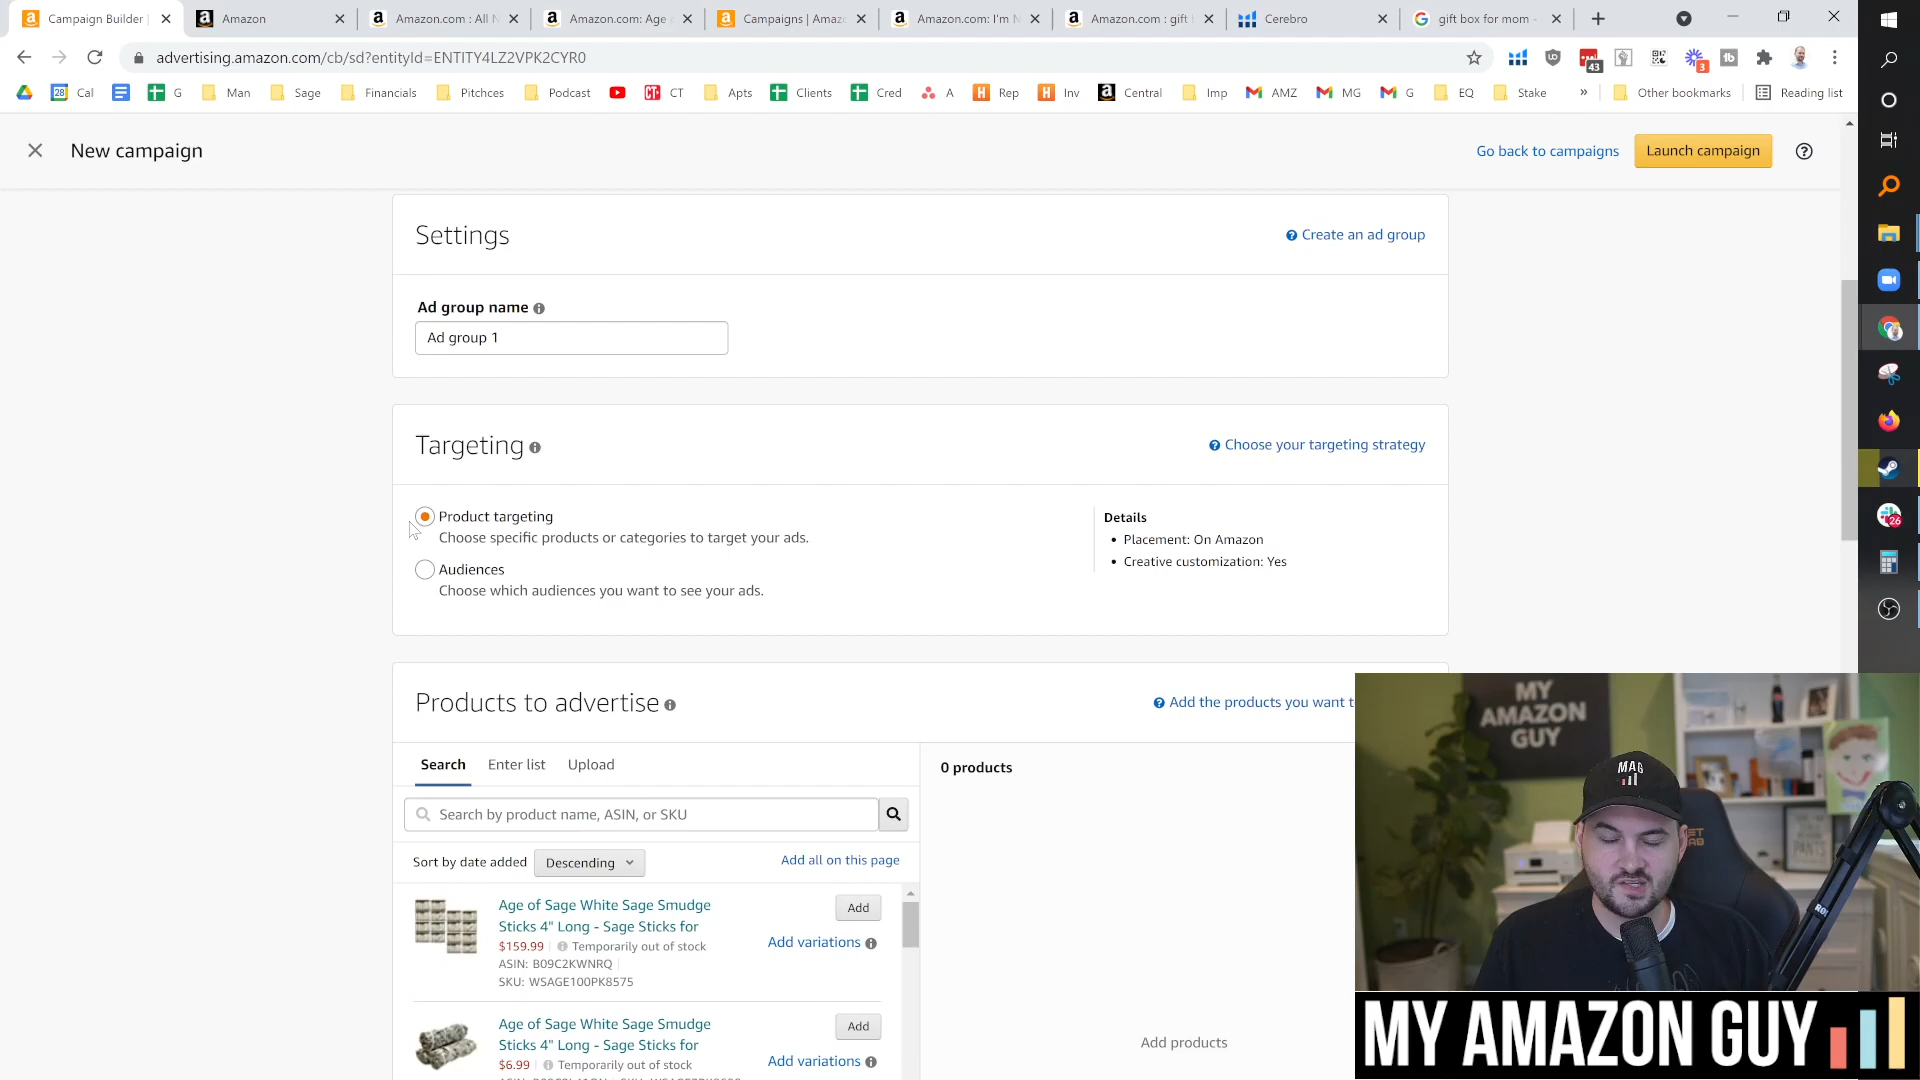 Campaign Builder
Amazon
Amazon.com : All N
Amazon.com: Age
Campaigns | Amaz
Amazon.com: I'm N
Amazon.com : gift
Cerebro
gift box for mom -
advertising.amazon.com/cb/sd?entityId=ENTITY4LZ2VPK2CYR0
43
3
28
Cal
G
Man
Sage
Financials
Pitchces
Podcast
CT
CT
Apts
Clients
Cred
A
Rep
Inv
Central
Imp
AMZ
MG
G
EQ
Stake
»
Other bookmarks
Reading list
New campaign
Go back to campaigns
Launch campaign
Settings
Create an ad group
Ad group name
Ad group 1
Targeting
Choose your targeting strategy
Product targeting
Choose specific products or categories to target your ads.
Audiences
Choose which audiences you want to see your ads.
Details
• Placement: On Amazon
• Creative customization: Yes
Products to advertise
Add the products you want t
Search
Enter list
Upload
0 products
Search by product name, ASIN, or SKU
Sort by date added
Descending
Add all on this page
Age of Sage White Sage Smudge
Sticks 4" Long - Sage Sticks for
$159.99
Temporarily out of stock
ASIN: B09C2KWNRQ
SKU: WSAGE100PK8575
Add
Add variations
Age of Sage White Sage Smudge
Sticks 4" Long - Sage Sticks for
$6.99
Temporarily out of stock
Add
Add variations
Add products
26
MY
AMAZON
GUY
MAG
MY AMAZON GUY